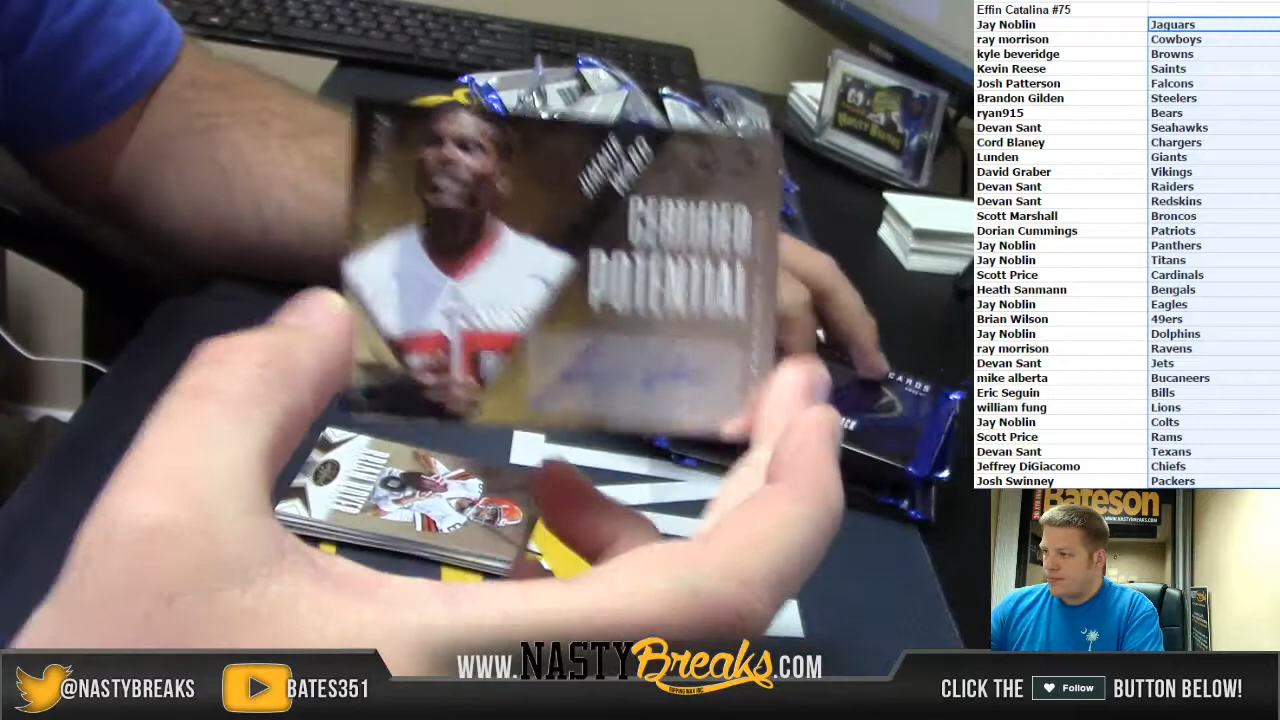 Effin Catalina #75
Jay Noblin Jaguars
ray morrison Cowboys
kyle beveridge Browns
Kevin Reese Saints
Josh Patterson Falcons
Brandon Gilden Steelers
ryan915 Bears
Devan Sant Seahawks
Cord Blaney Chargers
Lunden Giants
David Graber Vikings
Devan Sant Raiders
Devan Sant Redskins
Scott Marshall Broncos
Dorian Cummings Patriots
Jay Noblin Panthers
Jay Noblin Titans
Scott Price Cardinals
Heath Sanmann Bengals
Jay Noblin Eagles
Brian Wilson 49ers
Jay Noblin Dolphins
ray morrison Ravens
Devan Sant Jets
mike alberta Bucaneers
Eric Seguin Bills
william fung Lions
Jay Noblin Colts
Scott Price Rams
Devan Sant Texans
Jeffrey DiGiacomo Chiefs
Josh Swinney Packers
CERTIFIED
POTENTIAL
CARDS
Bateson
@NASTYBREAKS
BATES351
WWW.NASTYBreaks.COM
CLICK THE Follow BUTTON BELOW!